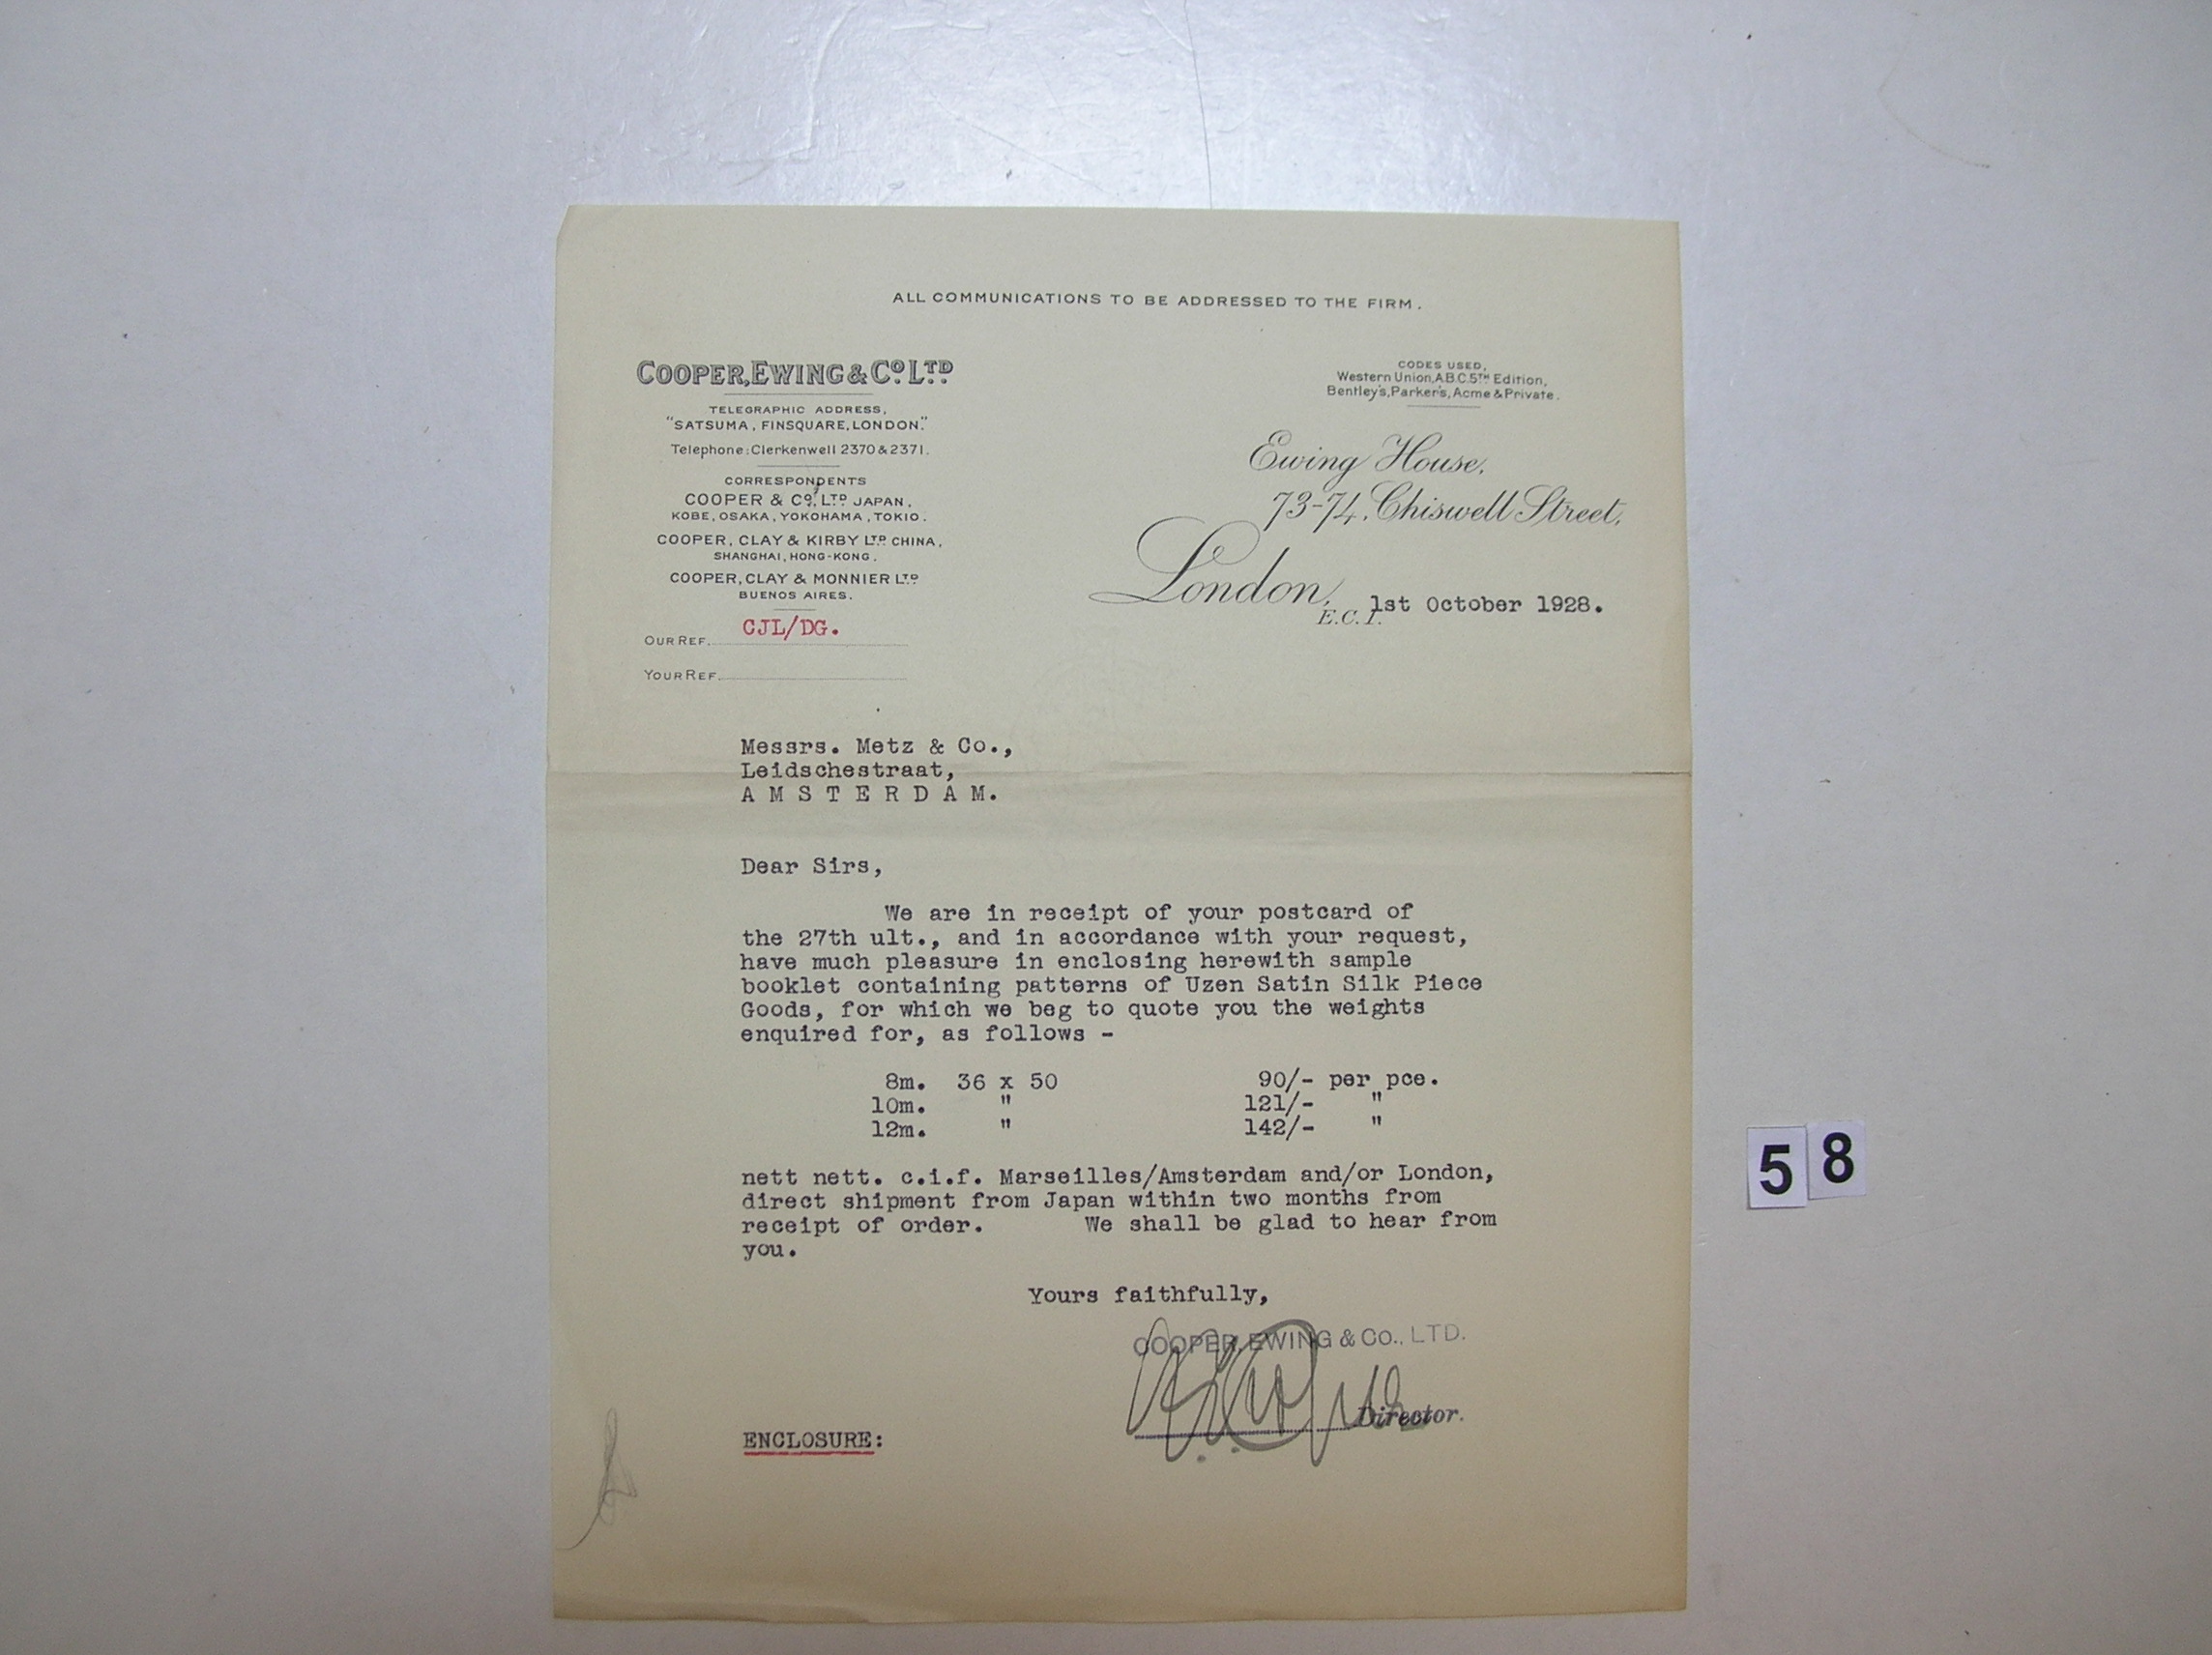 ALL COMMUNICATIONS TO BE ADDRESSED TO THE FIRM.
COOPER, EWING & CO. LTD
TELEGRAPHIC ADDRESS,
"SATSUMA, FINSQUARE, LONDON."
Telephone: Clerkenwell 2370 & 2371.
CORRESPONDENTS
COOPER & CO. LTD JAPAN,
KOBE, OSAKA, YOKOHAMA, TOKIO.
COOPER, CLAY & KIRBY LTD CHINA,
SHANGHAI, HONG-KONG.
COOPER, CLAY & MONNIER LTD
BUENOS AIRES.
OUR REF. CJL/DG.
YOUR REF.
CODES USED,
Western Union, A.B.C. 5TH Edition,
Bentley's, Parker's, Acme & Private.
Ewing House,
73-74, Chiswell Street,
London,
E.C.1. 1st October 1928.
Messrs. Metz & Co.,
Leidschestraat,
A M S T E R D A M.
Dear Sirs,
We are in receipt of your postcard of
the 27th ult., and in accordance with your request,
have much pleasure in enclosing herewith sample
booklet containing patterns of Uzen Satin Silk Piece
Goods, for which we beg to quote you the weights
enquired for, as follows -
8m. 36 x 50 90/- per pce.
10m. " 121/- "
12m. " 142/- "
nett nett. c.i.f. Marseilles/Amsterdam and/or London,
direct shipment from Japan within two months from
receipt of order. We shall be glad to hear from
you.
Yours faithfully,
COOPER, EWING & CO., LTD.
Director.
ENCLOSURE:
58